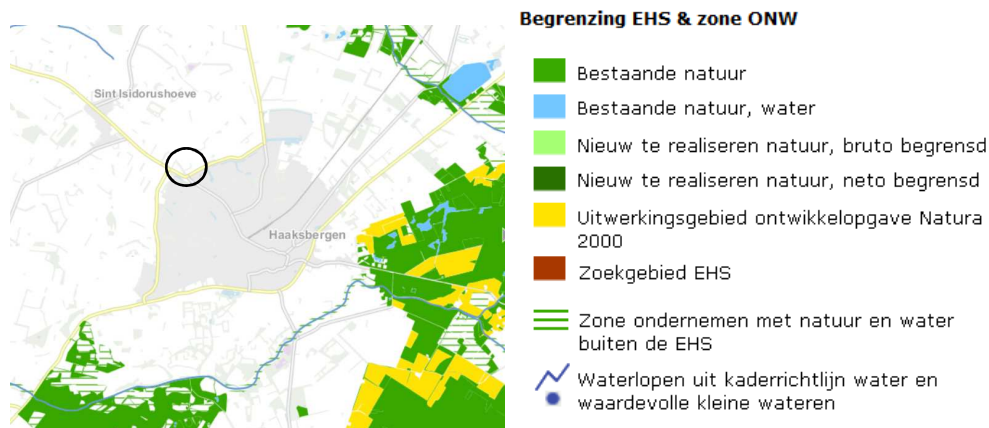 Sint Isidorushoeve
Haaksbergen
Begrenzing EHS & zone ONW
Bestaande natuur
Bestaande natuur, water
Nieuw te realiseren natuur, bruto begrensd
Nieuw te realiseren natuur, neto begrensd
Uitwerkingsgebied ontwikkelopgave Natura
2000
Zoekgebied EHS
Zone ondernemen met natuur en water
buiten de EHS
Waterlopen uit kaderrichtlijn water en
waardevolle kleine wateren